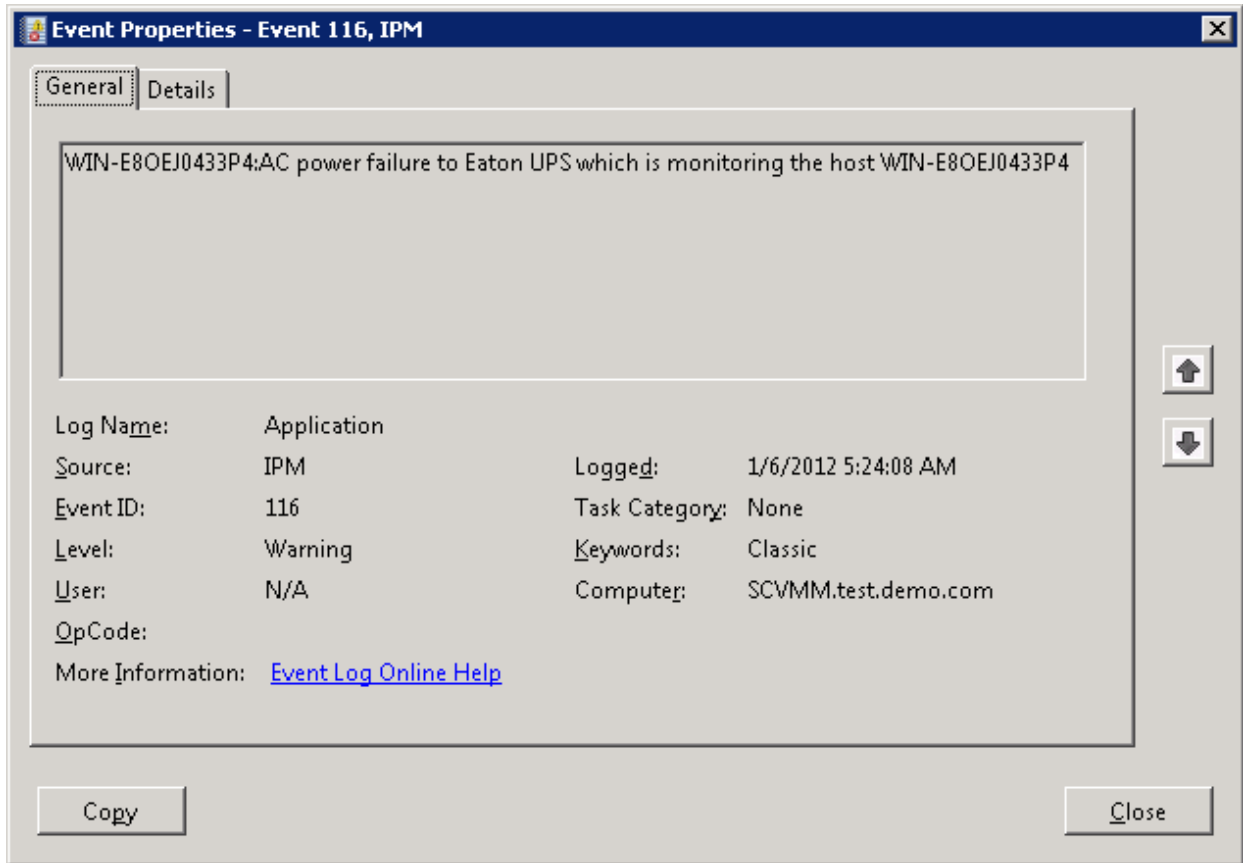 Event Properties - Event 116, IPM
General Details
WIN-E8OEJ0433P4:AC power failure to Eaton UPS which is monitoring the host WIN-E8OEJ0433P4
Log Name: Application
Source: IPM Logged: 1/6/2012 5:24:08 AM
Event ID: 116 Task Category: None
Level: Warning Keywords: Classic
User: N/A Computer: SCVMM.test.demo.com
OpCode:
More Information: Event Log Online Help
Copy Close